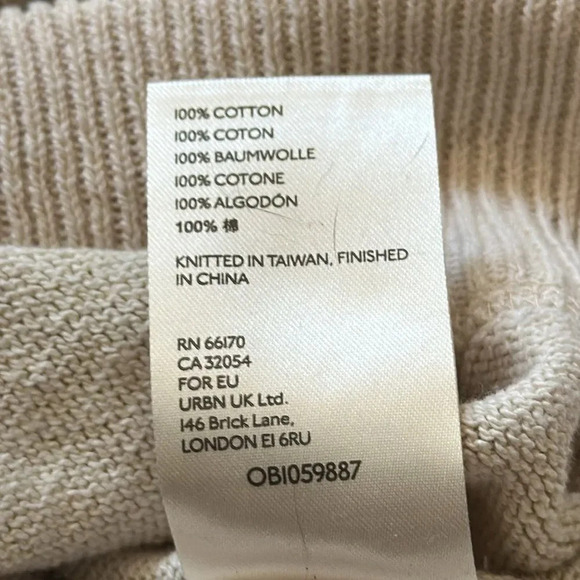 100% COTTON
100% COTON
100% BAUMWOLLE
100% COTONE
100% ALGODÓN
100% 棉
KNITTED IN TAIWAN, FINISHED
IN CHINA
RN 66170
CA 32054
FOR EU
URBN UK Ltd.
146 Brick Lane,
LONDON E1 6RU
OB1059887